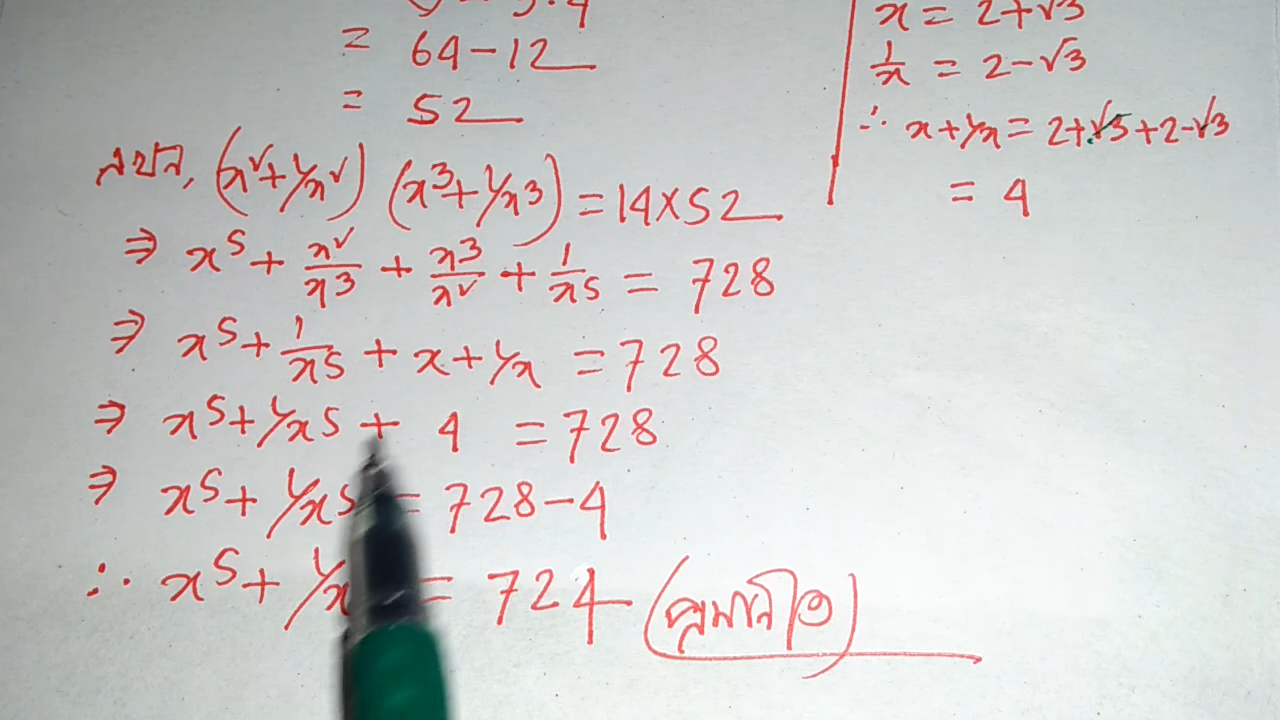 = 64 - 12
= 52
এখন, (x² + 1/x²) (x³ + 1/x³) = 14 × 52
⇒ x⁵ + x²/x³ + x³/x² + 1/x⁵ = 728
⇒ x⁵ + 1/x⁵ + x + 1/x = 728
⇒ x⁵ + 1/x⁵ + 4 = 728
⇒ x⁵ + 1/x⁵ = 728 - 4
∴ x⁵ + 1/x = 724 (প্রমাণিত)
x = 2 + √3
1/x = 2 - √3
∴ x + 1/x = 2 + √3 + 2 - √3
= 4